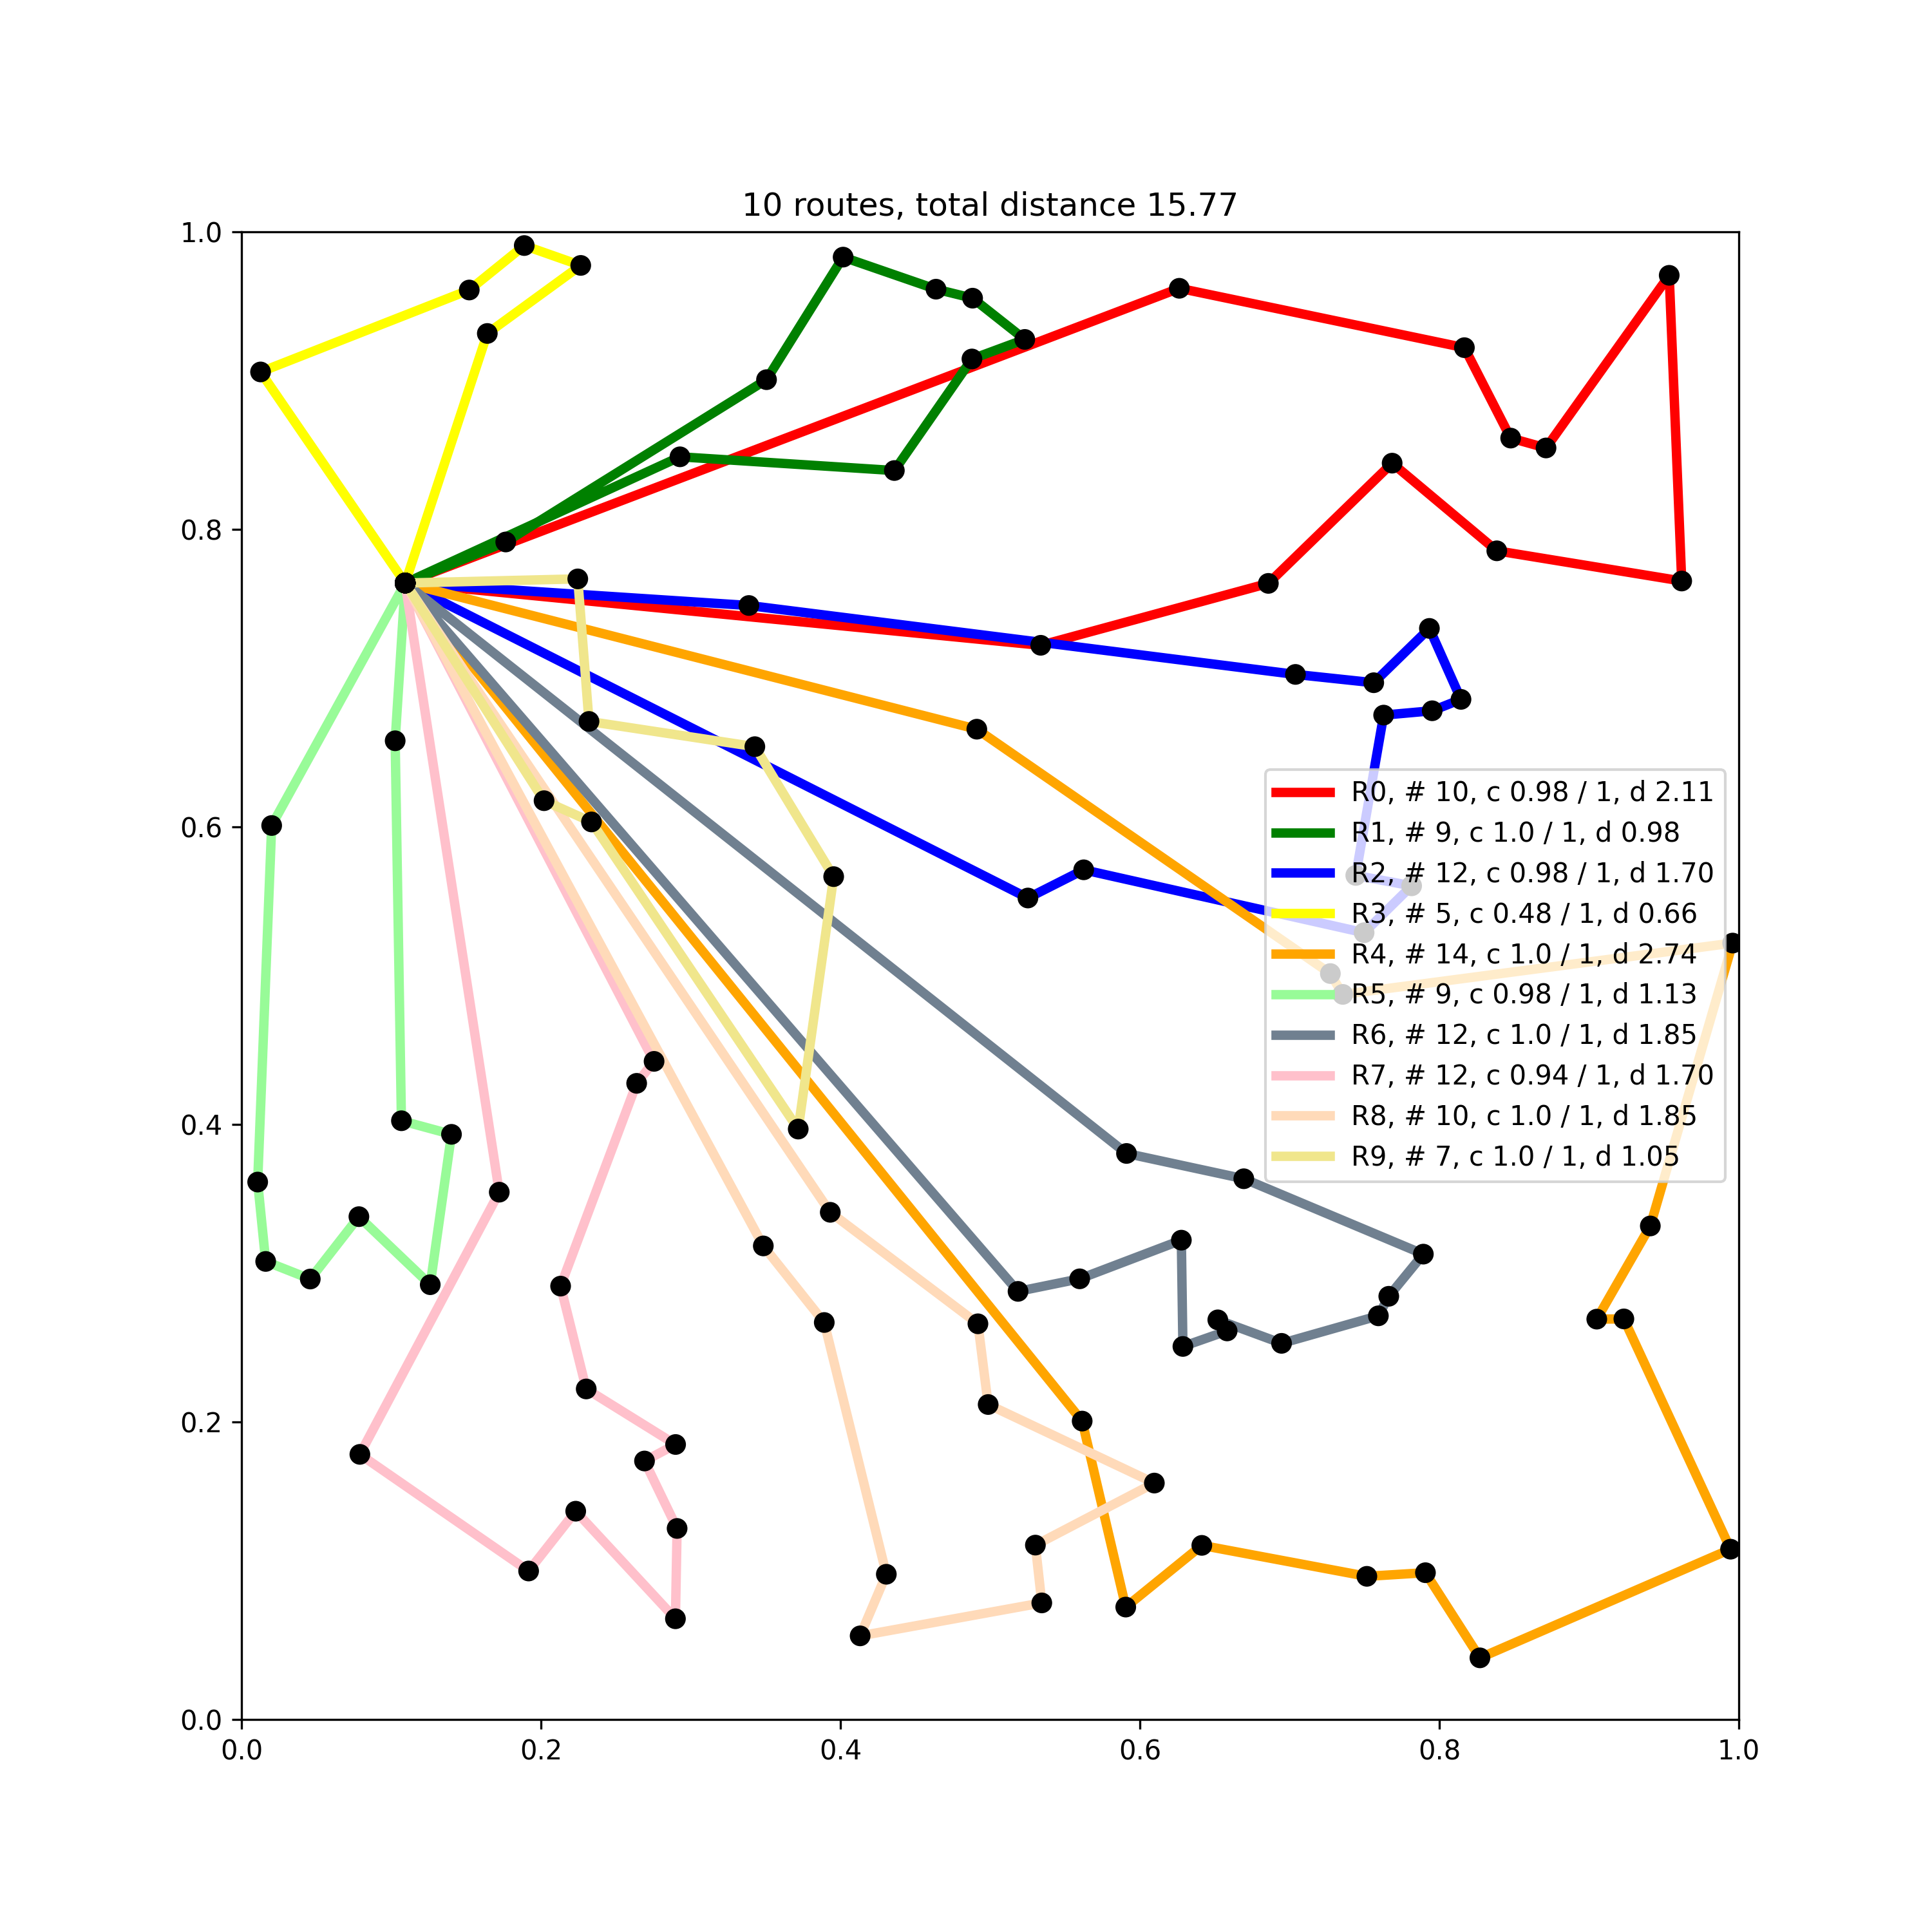 10 routes, total distance 15.77
1.0
0.8
0.6
0.4
0.2
0.0
R0, # 10, c 0.98 / 1, d 2.11
R1, # 9, c 1.0 / 1, d 0.98
R2, # 12, c 0.98 / 1, d 1.70
R3, # 5, c 0.48 / 1, d 0.66
R4, # 14, c 1.0 / 1, d 2.74
R5, # 9, c 0.98 / 1, d 1.13
R6, # 12, c 1.0 / 1, d 1.85
R7, # 12, c 0.94 / 1, d 1.70
R8, # 10, c 1.0 / 1, d 1.85
R9, # 7, c 1.0 / 1, d 1.05
0.0 0.2 0.4 0.6 0.8 1.0